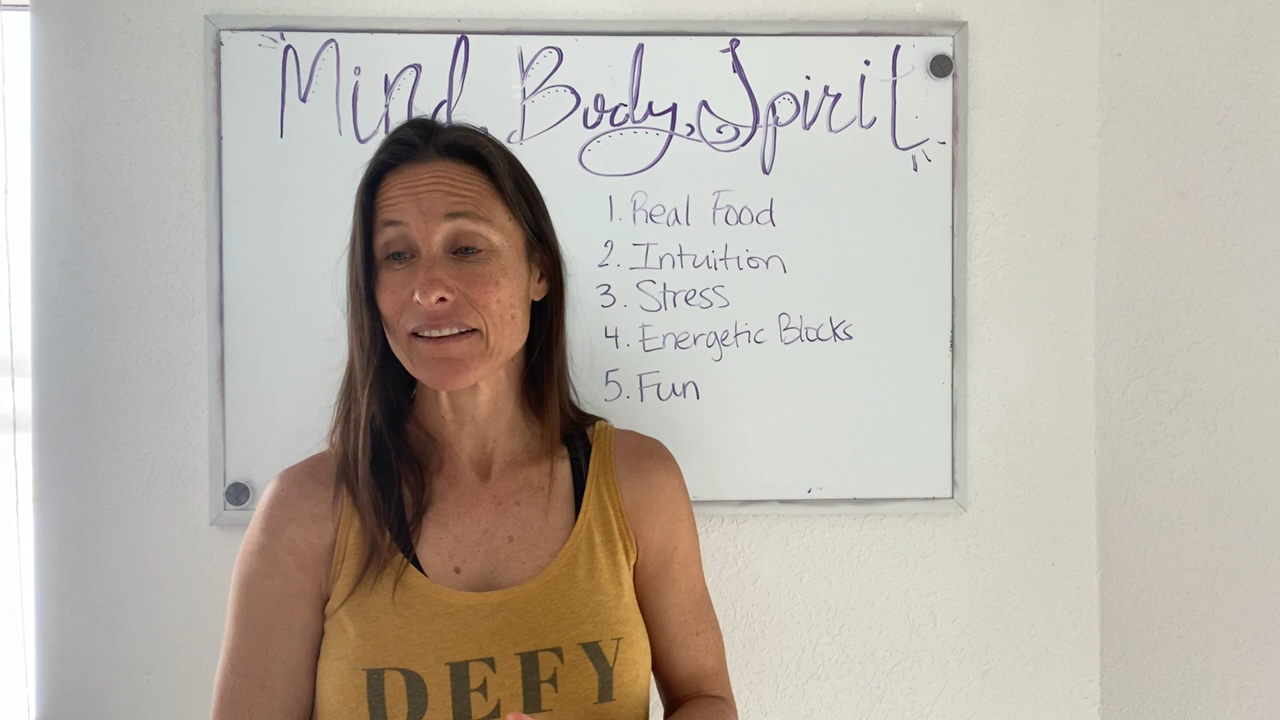 Mind, Body, Spirit
1. Real Food
2. Intuition
3. Stress
4. Energetic Blocks
5. Fun
DEFY